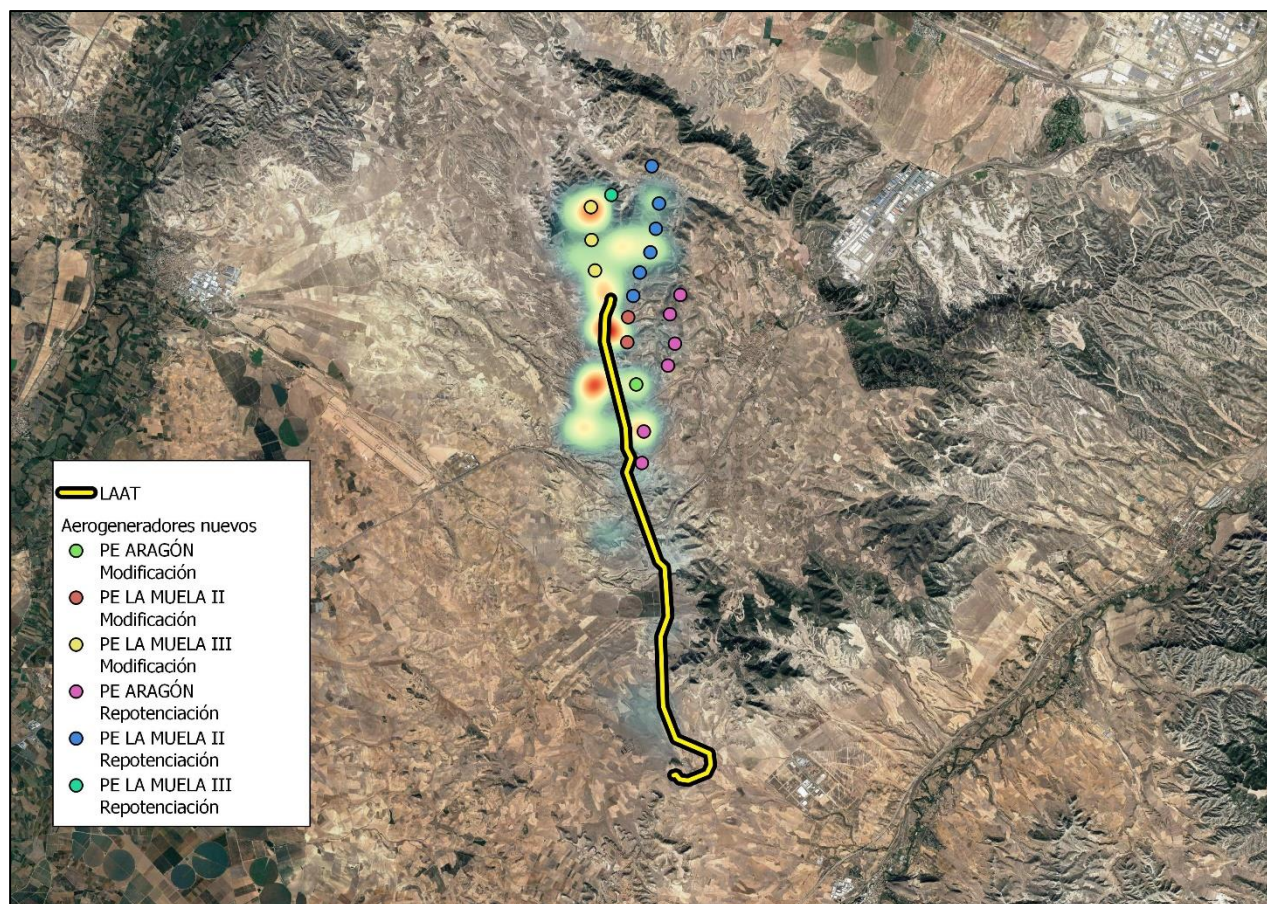 LAAT
Aerogeneradores nuevos
PE ARAGÓN
Modificación
PE LA MUELA II
Modificación
PE LA MUELA III
Modificación
PE ARAGÓN
Repotenciación
PE LA MUELA II
Repotenciación
PE LA MUELA III
Repotenciación